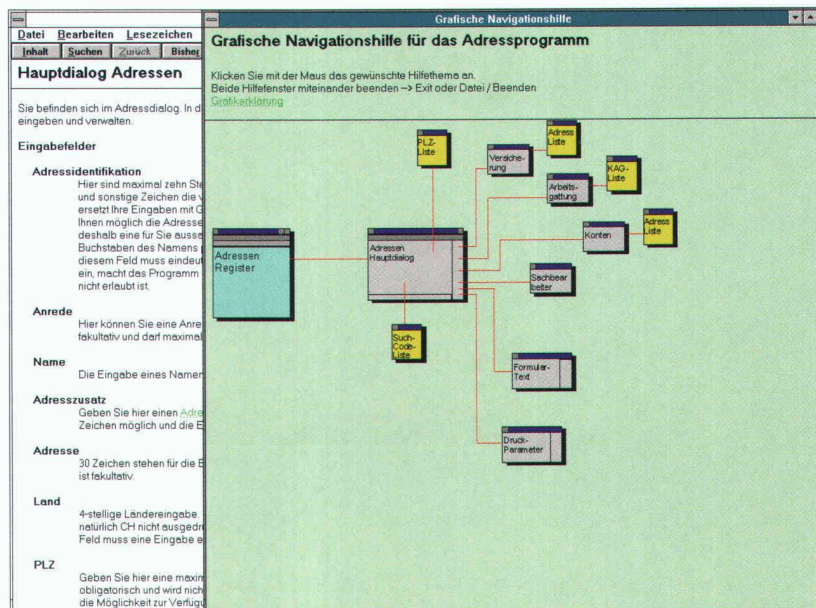 Datei Bearbeiten Lesezeichen
Inhalt Suchen Zurück Bisher
Hauptdialog Adressen
Sie befinden sich im Adressdialog. In d
eingeben und verwalten.
Eingabefelder
Adressidentifikation
Hier sind maximal zehn Ste
und sonstige Zeichen die v
ersetzt Ihre Eingaben mit G
Ihnen möglich die Adresse
deshalb eine für Sie aussa
Buchstaben des Namens
diesem Feld muss eindeut
ein, macht das Programm
nicht erlaubt ist.
Anrede
Hier können Sie eine Anre
fakultativ und darf maximal
Name
Die Eingabe eines Namen
Adresszusatz
Geben Sie hier einen Adre
Zeichen möglich und die E
Adresse
30 Zeichen stehen für die E
ist fakultativ.
Land
4-stellige Ländereingabe.
natürlich CH nicht ausgedr
Feld muss eine Eingabe e
PLZ
Geben Sie hier eine maxim
obligatorisch und wird nich
die Möglichkeit zur Verfügu
Grafische Navigationshilfe
Grafische Navigationshilfe für das Adressprogramm
Klicken Sie mit der Maus das gewünschte Hilfethema an.
Beide Hilfefenster miteinander beenden --> Exit oder Datei / Beenden
Grafikerklärung
PLZ-
Liste
Versiche-
rung
Adress
Liste
Arbeits-
gattung
KAG-
Liste
Adressen
Register
Adressen
Hauptdialog
Konten
Adress
Liste
Sachbear
beiter
Such-
Code-
Liste
Formular-
Text
Druck-
Parameter